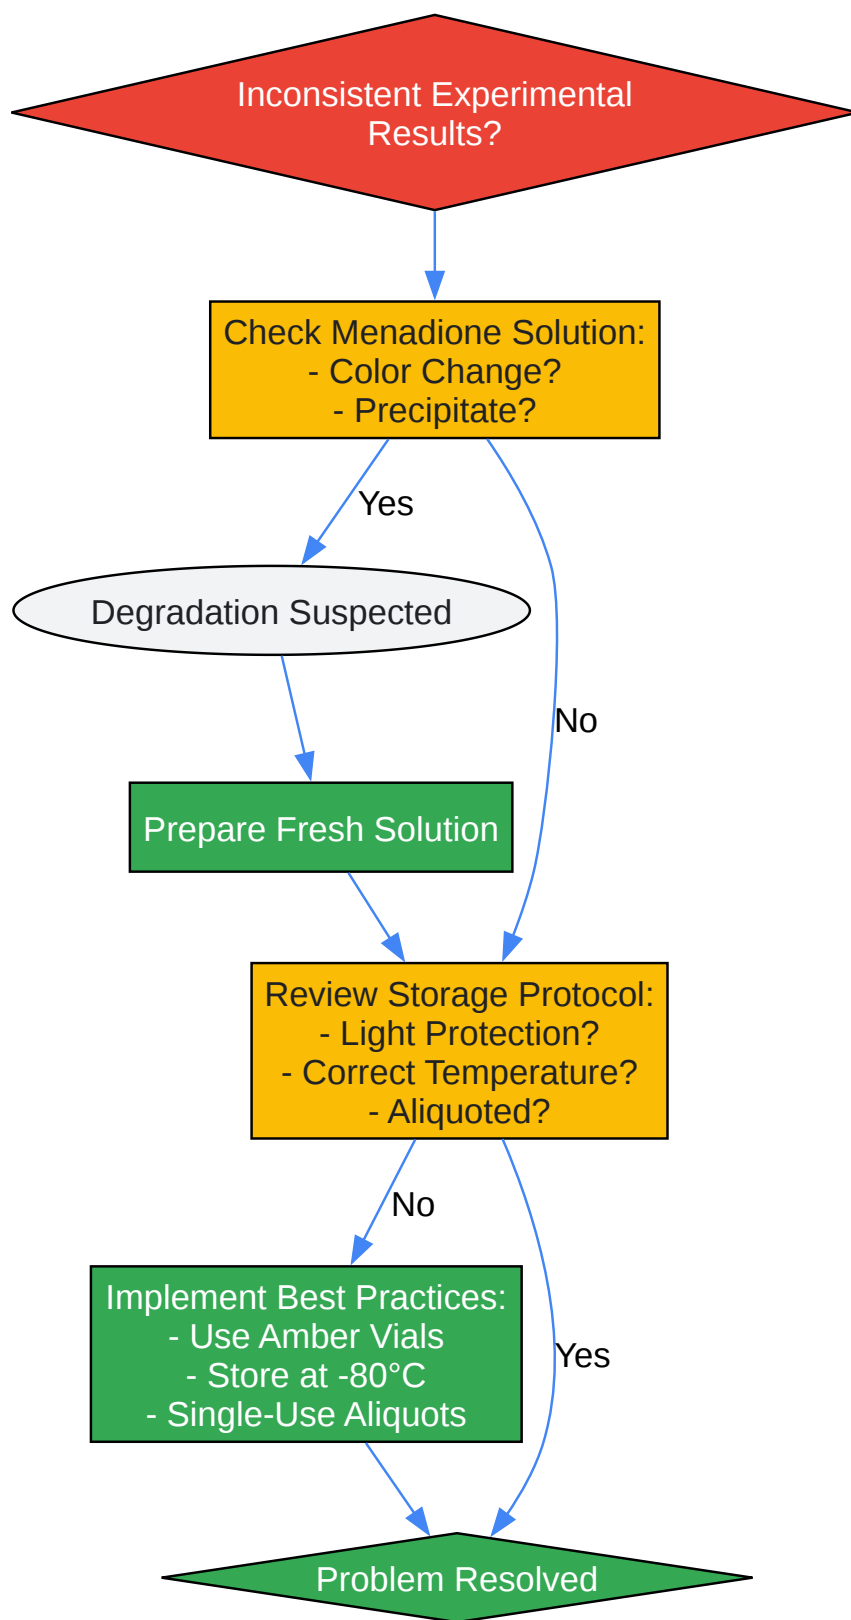 Inconsistent Experimental
Results?
Check Menadione Solution:
- Color Change?
- Precipitate?
Yes
Degradation Suspected
No
Prepare Fresh Solution
Review Storage Protocol:
- Light Protection?
- Correct Temperature?
- Aliquoted?
No
Implement Best Practices:
- Use Amber Vials
- Store at -80°C
- Single-Use Aliquots
Yes
Problem Resolved